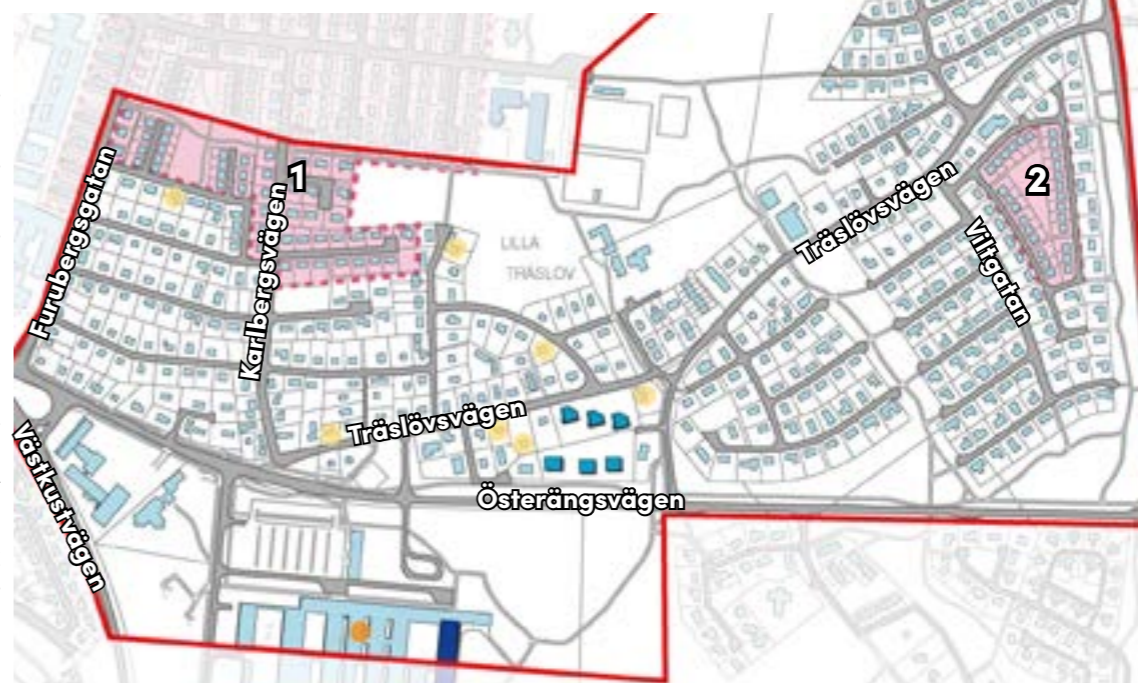 1
2
Furubergsgatan
Karlbergsvägen
Träslövsvägen
Viltgatan
LILLA
TRÄSLÖV
Träslövsvägen
Österängsvägen
Västkustvägen